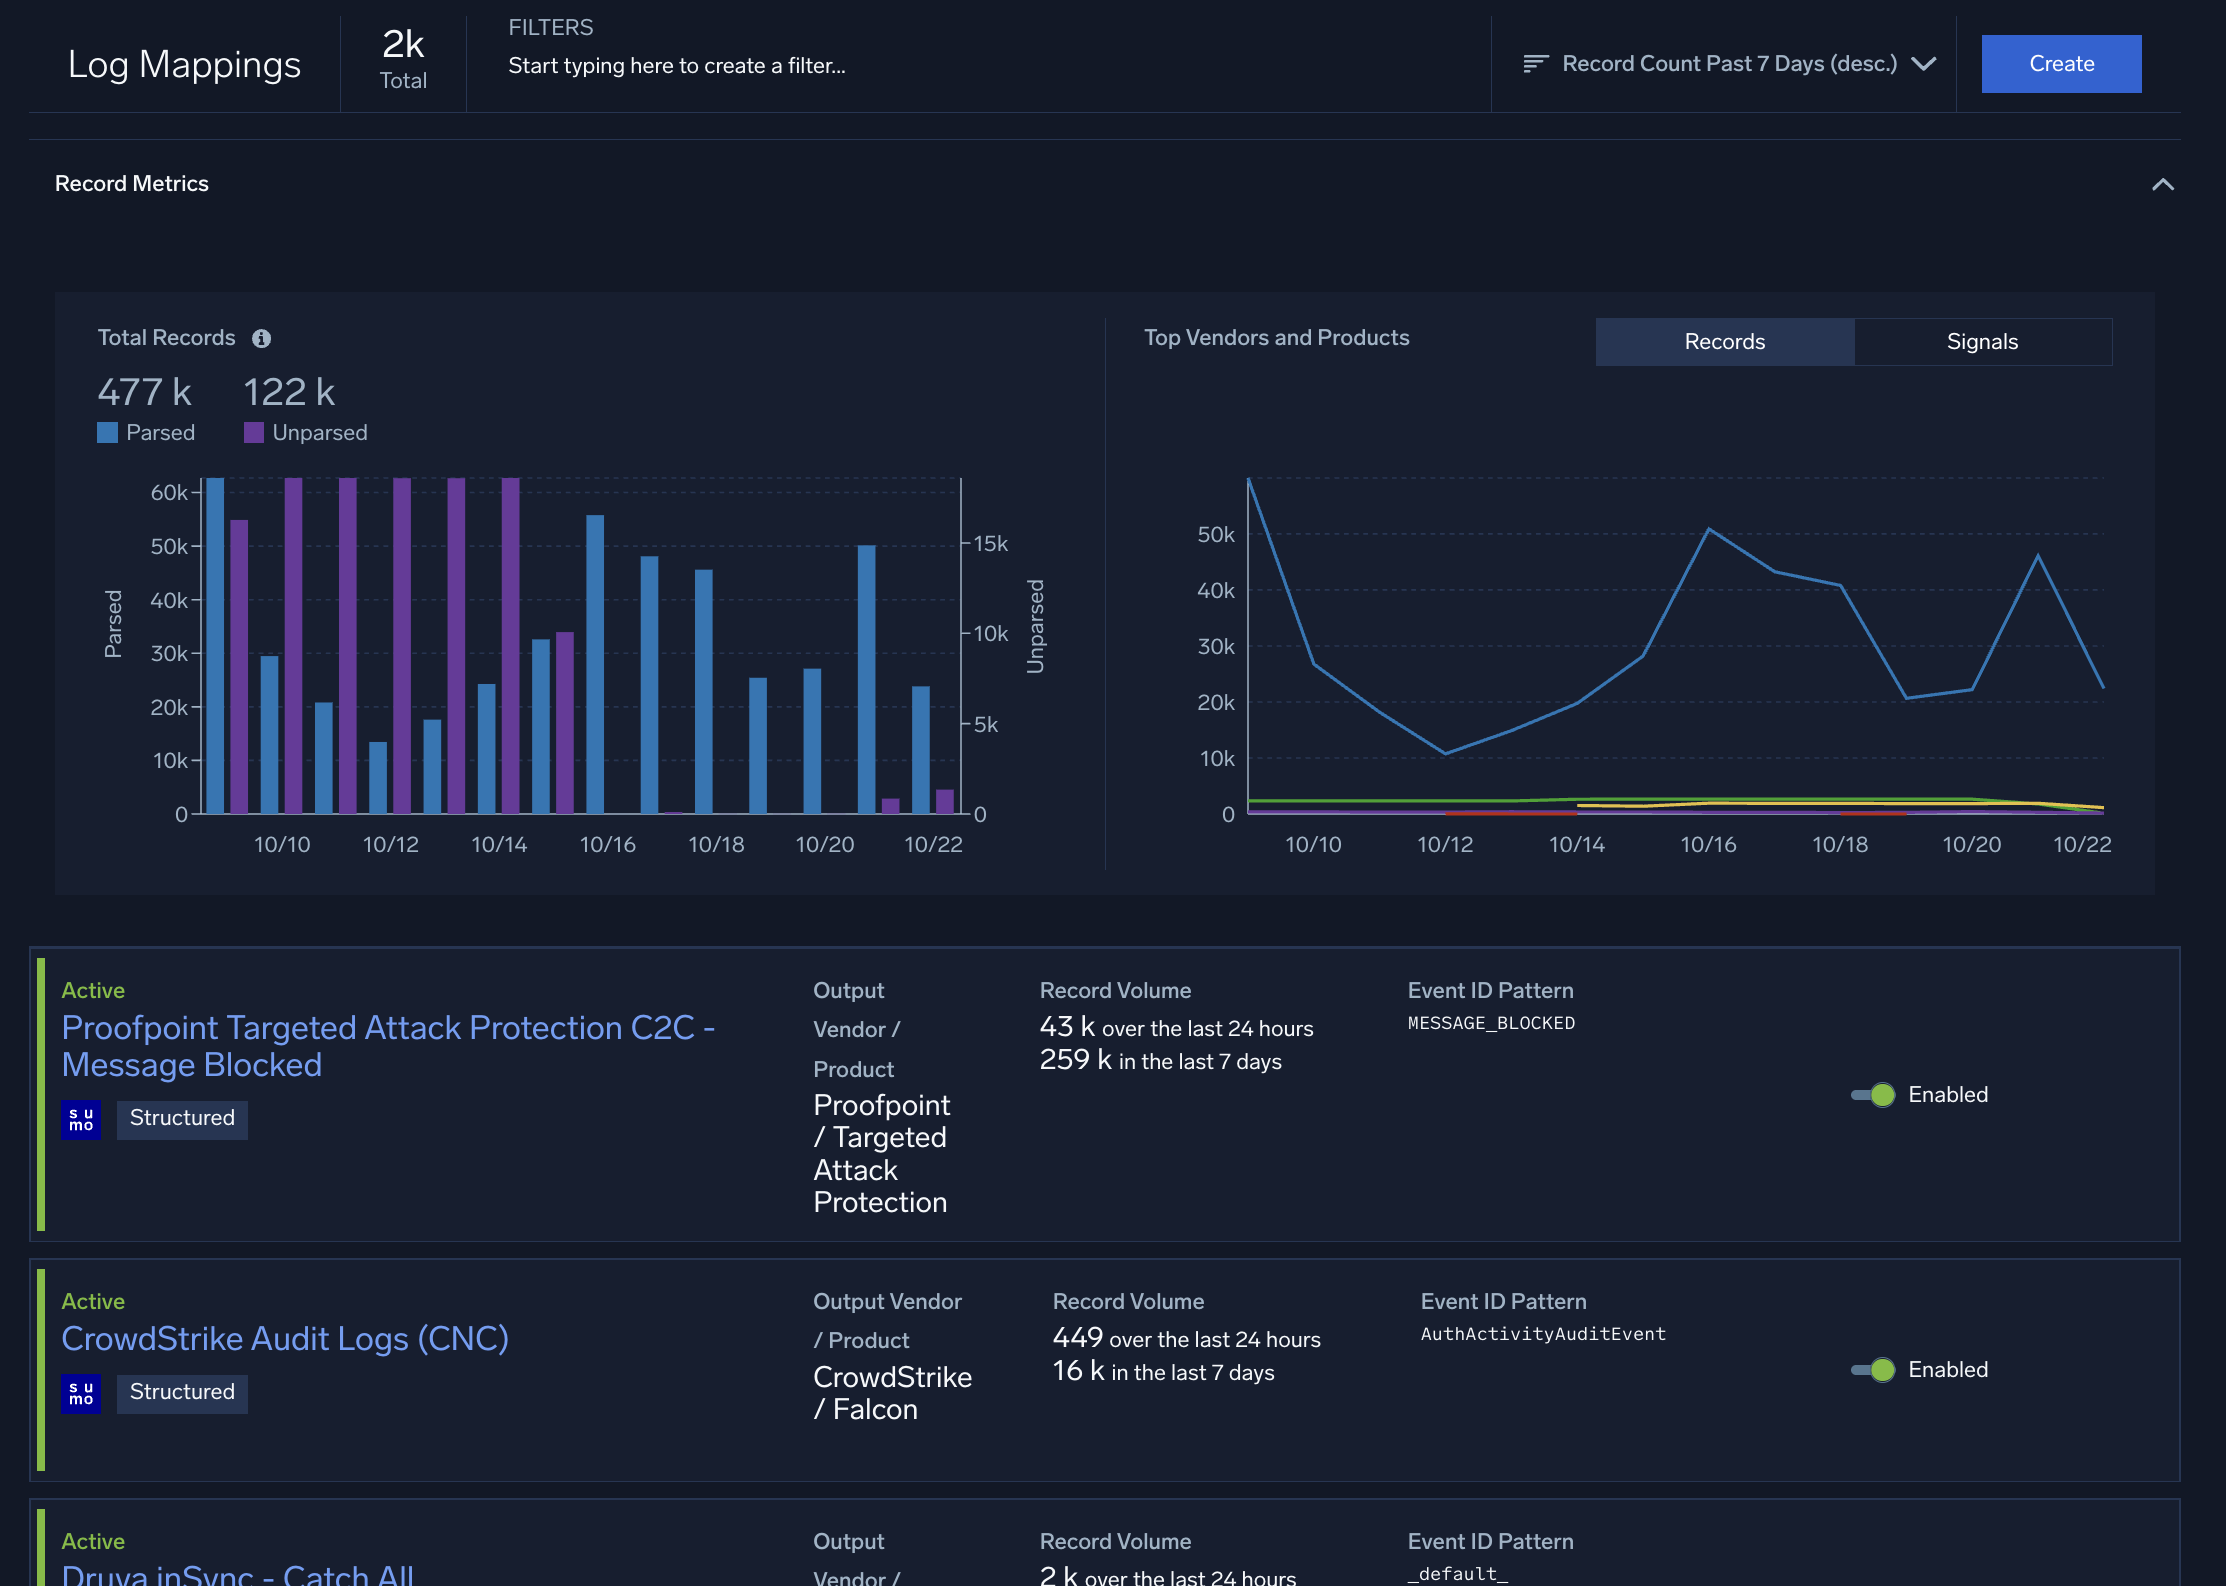 Log Mappings
2k
Total
FILTERS
Start typing here to create a filter...
Record Count Past 7 Days (desc.)
Create
Record Metrics
Total Records
477 k
122 k
Parsed
Unparsed
60k
50k
40k
30k
20k
10k
0
Parsed
15k
10k
5k
0
Unparsed
10/10
10/12
10/14
10/16
10/18
10/20
10/22
Top Vendors and Products
Records
Signals
50k
40k
30k
20k
10k
0
10/10
10/12
10/14
10/16
10/18
10/20
10/22
Active
Proofpoint Targeted Attack Protection C2C -
Message Blocked
su
mo
Structured
Output
Vendor /
Product
Proofpoint
/ Targeted
Attack
Protection
Record Volume
43 k over the last 24 hours
259 k in the last 7 days
Event ID Pattern
MESSAGE_BLOCKED
Enabled
Active
CrowdStrike Audit Logs (CNC)
su
mo
Structured
Output Vendor
/ Product
CrowdStrike
/ Falcon
Record Volume
449 over the last 24 hours
16 k in the last 7 days
Event ID Pattern
AuthActivityAuditEvent
Enabled
Active
Druva inSync - Catch All
Output
Vendor /
Record Volume
2 k over the last 24 hours
Event ID Pattern
_default_